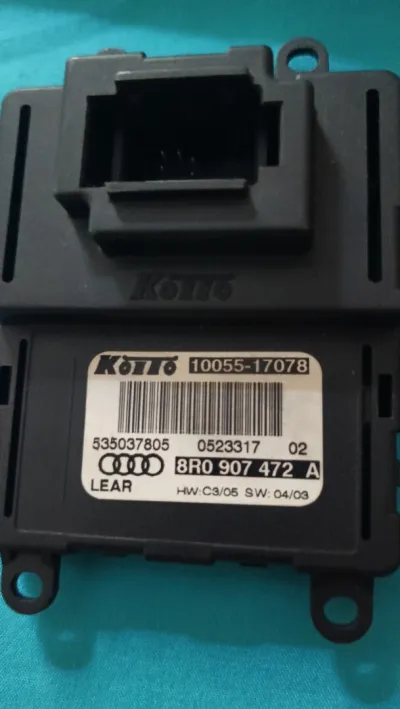 KOITO
KOITO 10055-17078
535037805 0523317 02
8R0 907 472 A
LEAR HW:C3/05 SW: 04/03